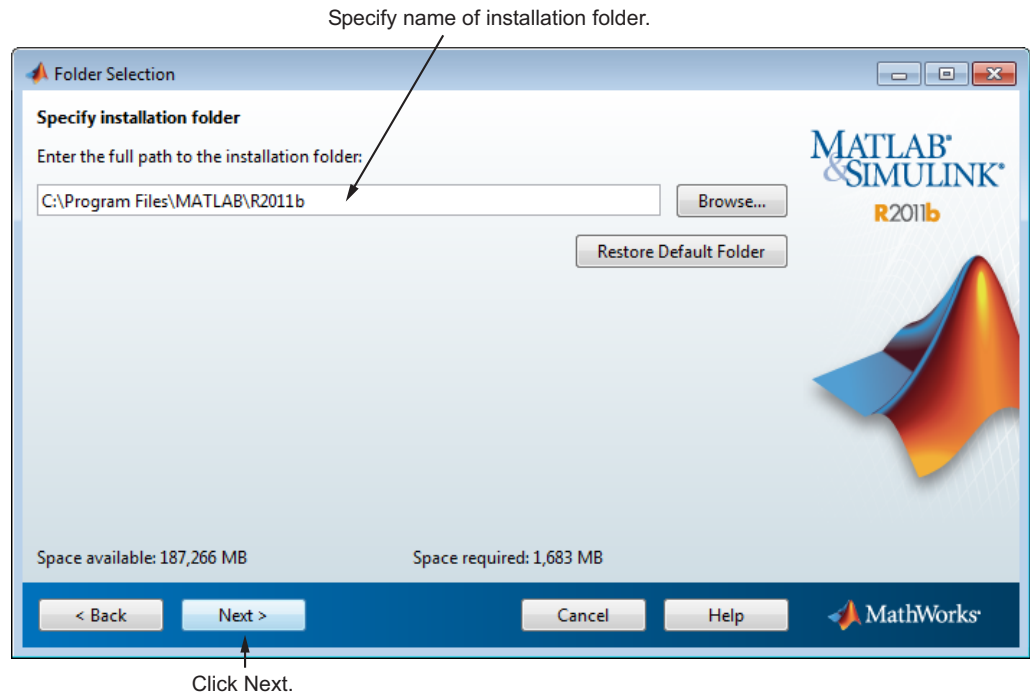 Specify name of installation folder.
Folder Selection
Specify installation folder
Enter the full path to the installation folder:
C:\Program Files\MATLAB\R2011b
Browse...
Restore Default Folder
MATLAB®
&SIMULINK®
R2011b
Space available: 187,266 MB
Space required: 1,683 MB
< Back
Next >
Cancel
Help
MathWorks®
Click Next.